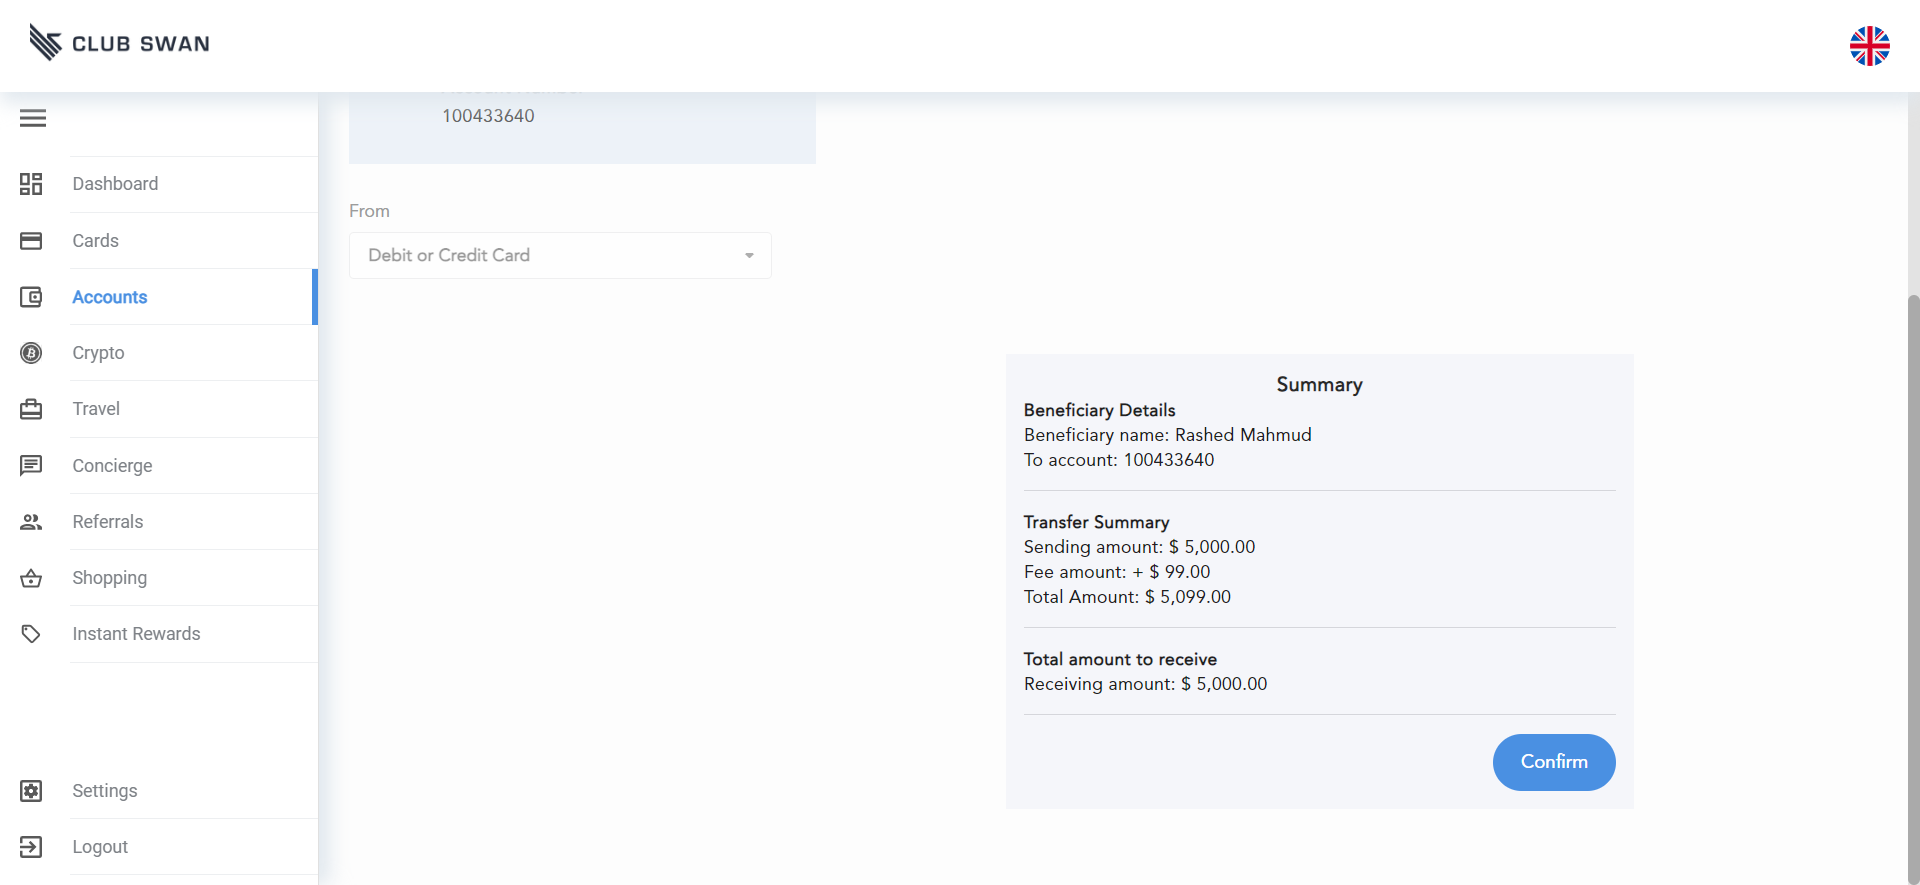 CLUB SWAN
100433640
Dashboard
Cards
Accounts
Crypto
Travel
Concierge
Referrals
Shopping
Instant Rewards
Settings
Logout
From
Debit or Credit Card
Summary
Beneficiary Details
Beneficiary name: Rashed Mahmud
To account: 100433640
Transfer Summary
Sending amount: $ 5,000.00
Fee amount: + $ 99.00
Total Amount: $ 5,099.00
Total amount to receive
Receiving amount: $ 5,000.00
Confirm